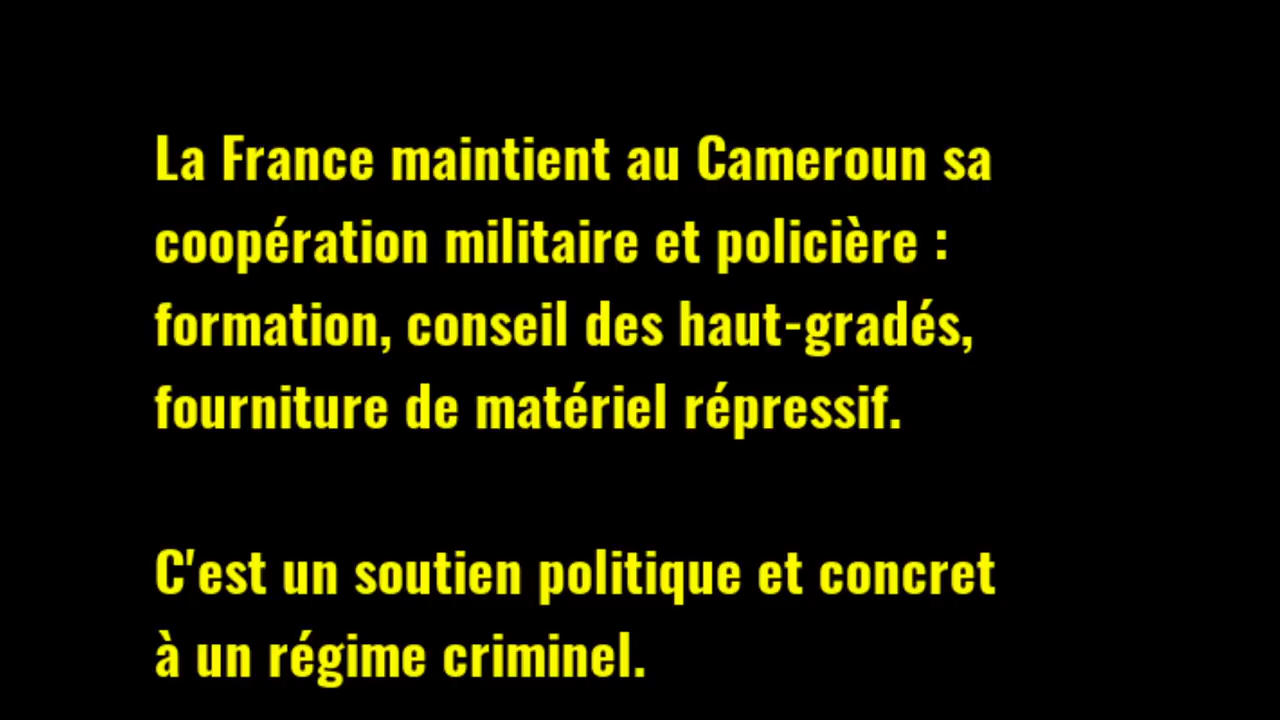 La France maintient au Cameroun sa
coopération militaire et policière :
formation, conseil des haut-gradés,
fourniture de matériel répressif.
C'est un soutien politique et concret
à un régime criminel.